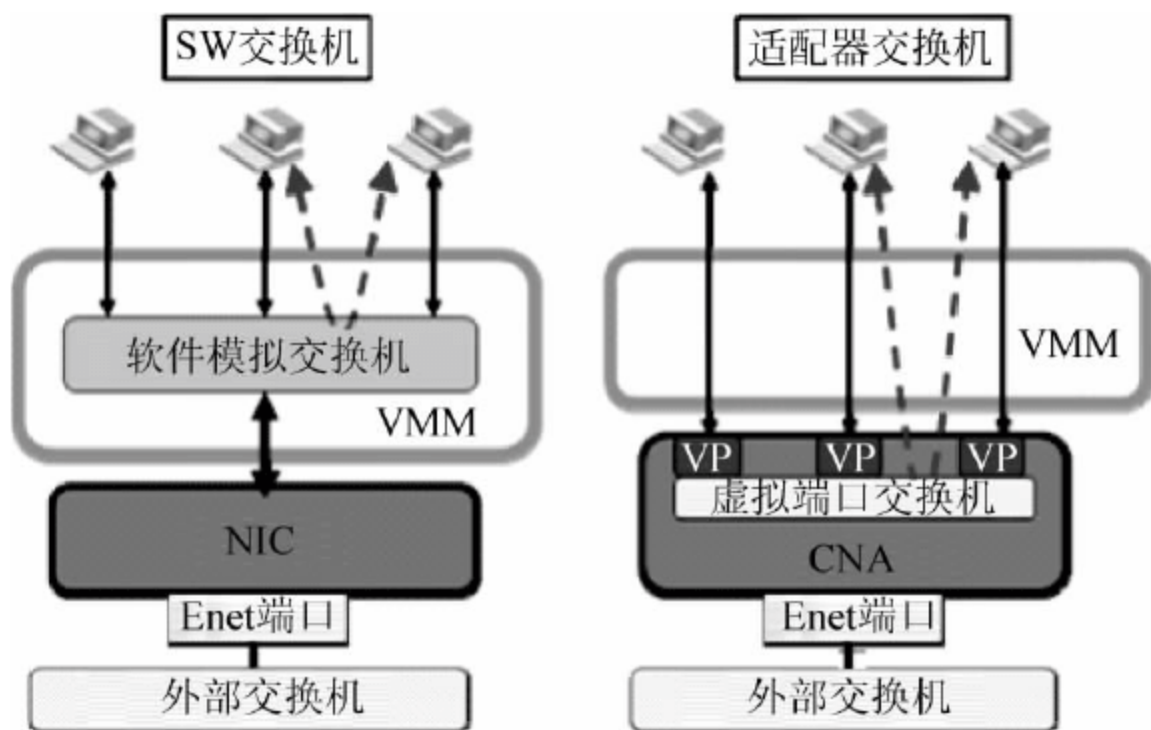 SW交换机
软件模拟交换机
VMM
NIC
Enet端口
外部交换机
适配器交换机
VMM
VP VP VP
虚拟端口交换机
CNA
Enet端口
外部交换机